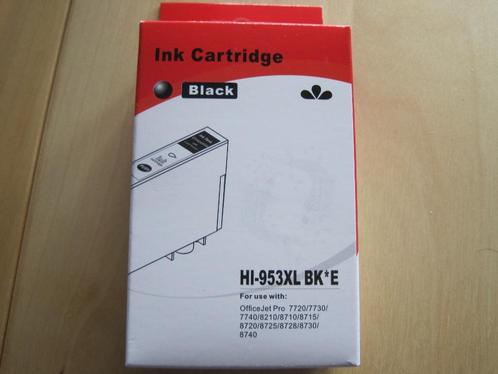 Ink Cartridge
Black
HI-953XL BK*E
For use with:
OfficeJet Pro 7720/7730/
7740/8210/8710/8715/
8720/8725/8728/8730/
8740